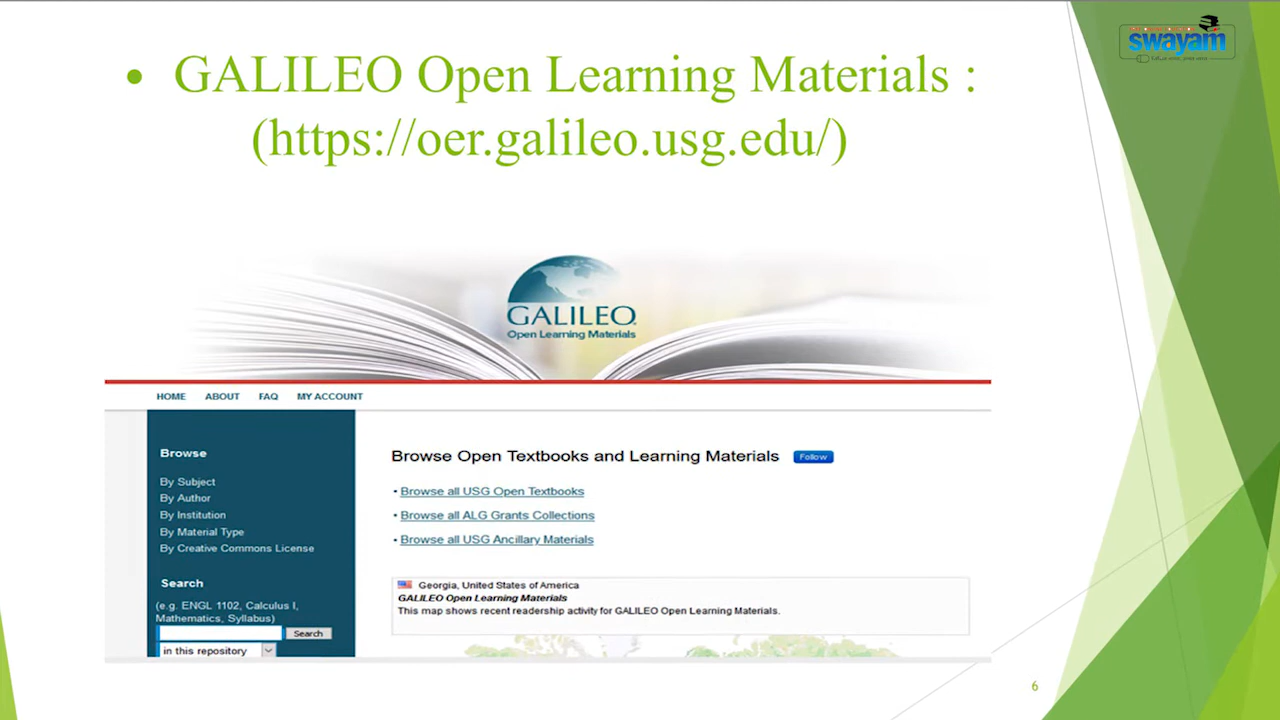 swayam
• GALILEO Open Learning Materials :
(https://oer.galileo.usg.edu/)
GALILEO
Open Learning Materials
HOME ABOUT FAQ MY ACCOUNT
Browse
By Subject
By Author
By Institution
By Material Type
By Creative Commons License
Search
(e.g. ENGL 1102, Calculus I,
Mathematics, Syllabus)
Search
in this repository
Browse Open Textbooks and Learning Materials Follow
• Browse all USG Open Textbooks
• Browse all ALG Grants Collections
• Browse all USG Ancillary Materials
Georgia, United States of America
GALILEO Open Learning Materials
This map shows recent readership activity for GALILEO Open Learning Materials.
6